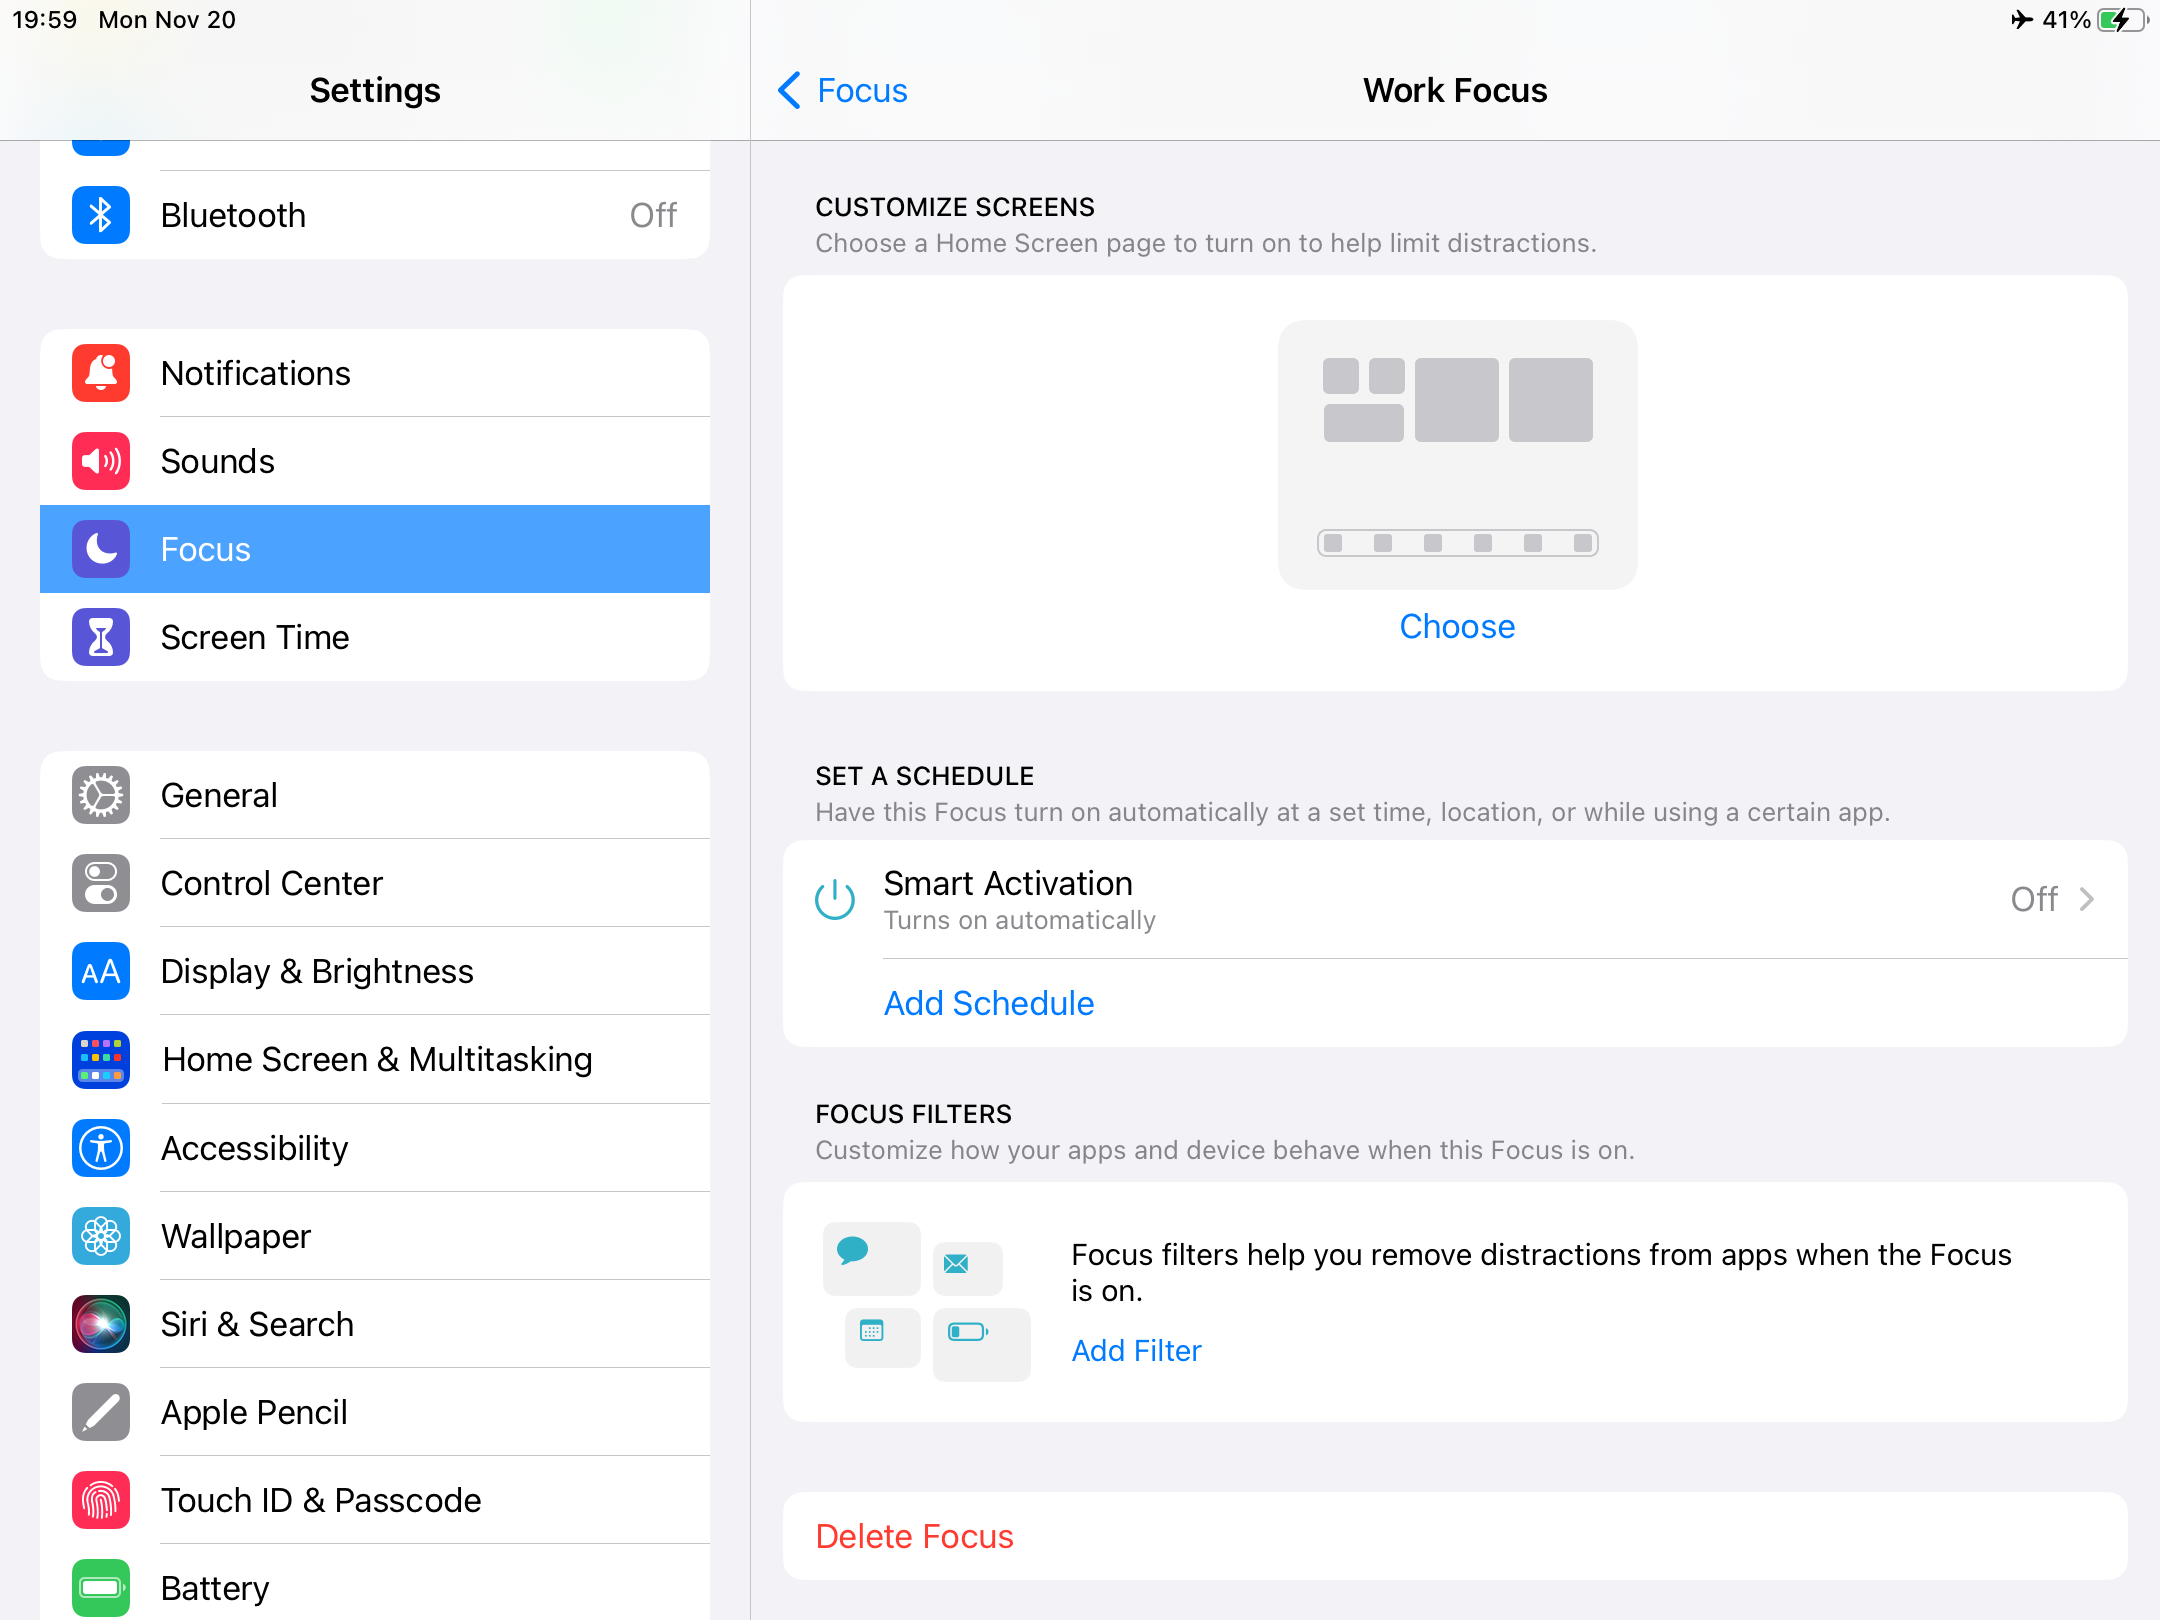 19:59 Mon Nov 20
41%
Settings
Bluetooth Off
Notifications
Sounds
Focus
Screen Time
General
Control Center
AA Display & Brightness
Home Screen & Multitasking
Accessibility
Wallpaper
Siri & Search
Apple Pencil
Touch ID & Passcode
Battery
Focus
Work Focus
CUSTOMIZE SCREENS
Choose a Home Screen page to turn on to help limit distractions.
Choose
SET A SCHEDULE
Have this Focus turn on automatically at a set time, location, or while using a certain app.
Smart Activation Off
Turns on automatically
Add Schedule
FOCUS FILTERS
Customize how your apps and device behave when this Focus is on.
Focus filters help you remove distractions from apps when the Focus
is on.
Add Filter
Delete Focus